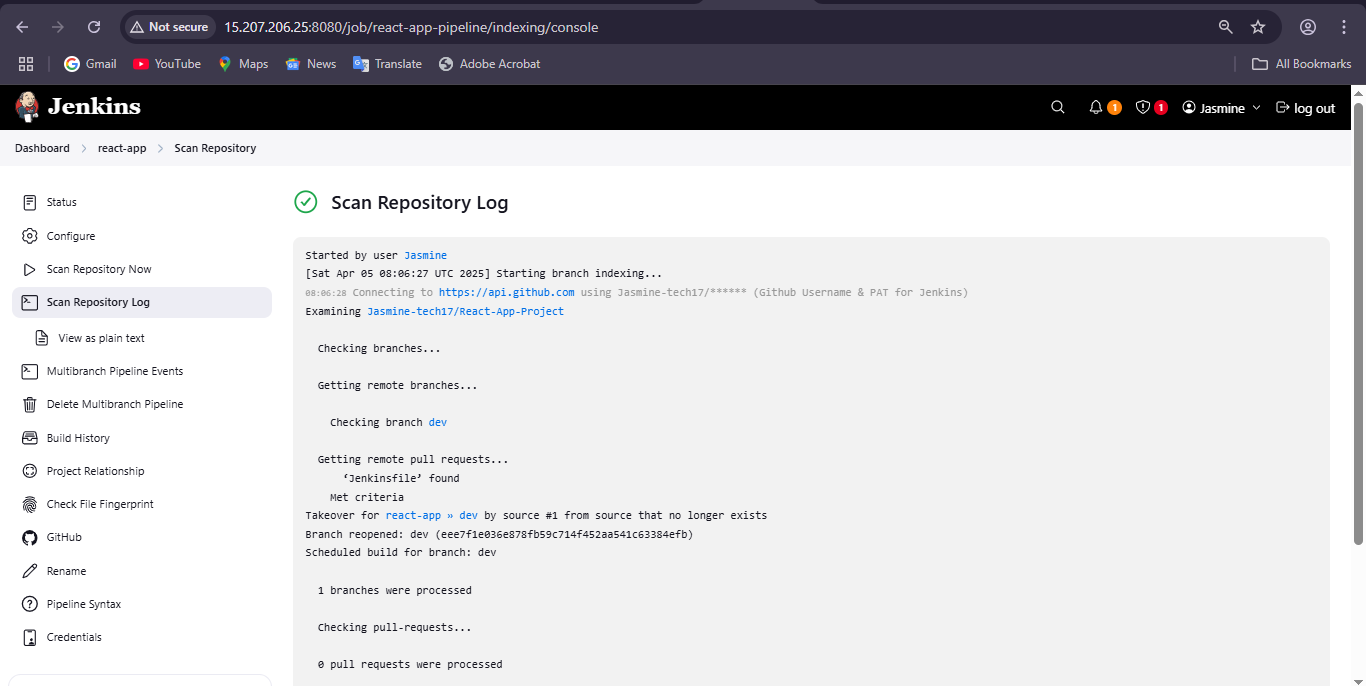 Not secure
15.207.206.25:8080/job/react-app-pipeline/indexing/console
Gmail
YouTube
Maps
News
Translate
Adobe Acrobat
All Bookmarks
Jenkins
1
1
Jasmine
log out
Dashboard
react-app
Scan Repository
Status
Configure
Scan Repository Now
Scan Repository Log
View as plain text
Multibranch Pipeline Events
Delete Multibranch Pipeline
Build History
Project Relationship
Check File Fingerprint
GitHub
Rename
Pipeline Syntax
Credentials
Scan Repository Log
Started by user Jasmine
[Sat Apr 05 08:06:27 UTC 2025] Starting branch indexing...
08:06:28 Connecting to https://api.github.com using Jasmine-tech17/****** (Github Username & PAT for Jenkins)
Examining Jasmine-tech17/React-App-Project
Checking branches...
Getting remote branches...
Checking branch dev
Getting remote pull requests...
‘Jenkinsfile’ found
Met criteria
Takeover for react-app » dev by source #1 from source that no longer exists
Branch reopened: dev (eee7f1e036e878fb59c714f452aa541c63384efb)
Scheduled build for branch: dev
1 branches were processed
Checking pull-requests...
0 pull requests were processed